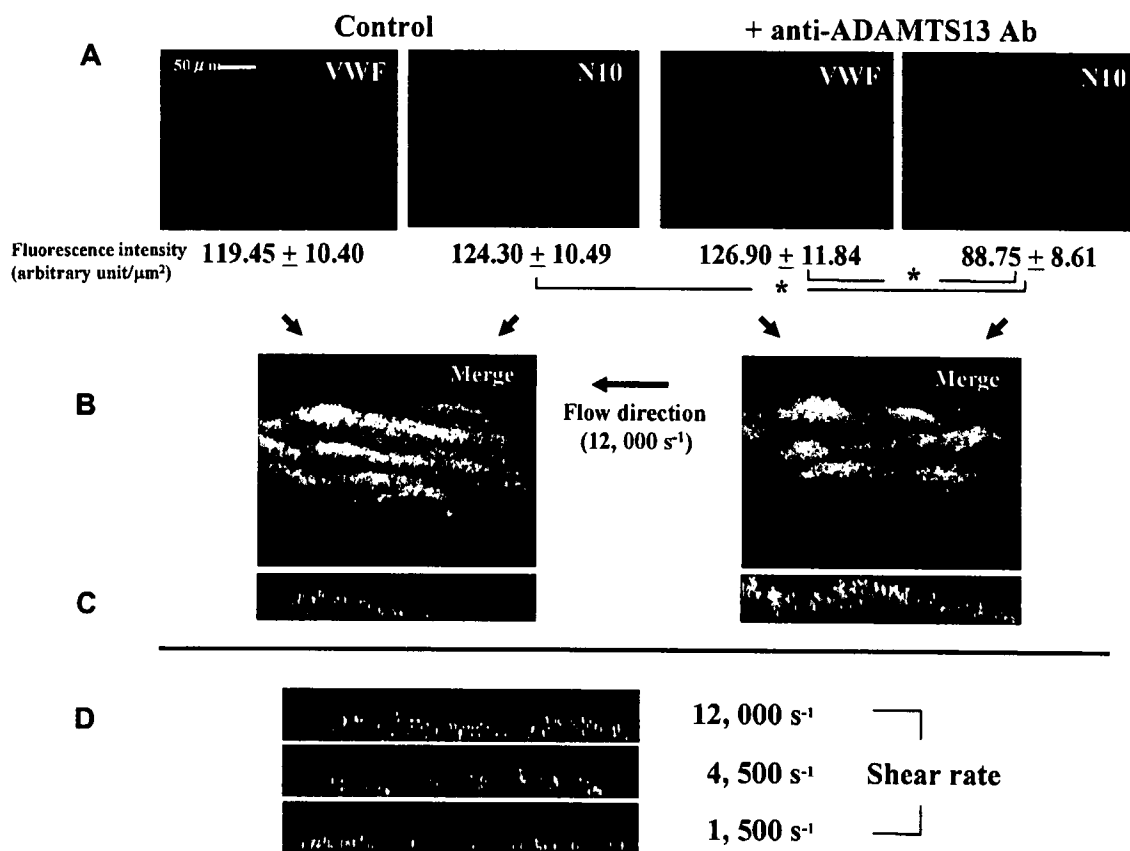 Control
+ anti-ADAMTS13 Ab
A
50 μm
VWF
N10
VWF
N10
Fluorescence intensity
(arbitrary unit/μm²)
119.45 ± 10.40
124.30 ± 10.49
126.90 ± 11.84
88.75 ± 8.61
*
*
B
Merge
Flow direction
(12, 000 s⁻¹)
Merge
C
D
12, 000 s⁻¹
4, 500 s⁻¹
Shear rate
1, 500 s⁻¹